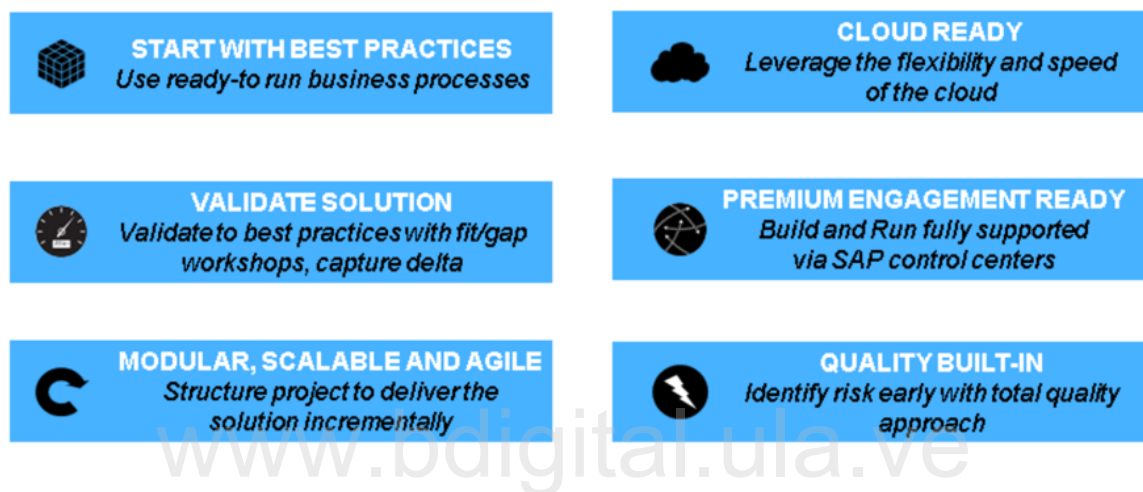 START WITH BEST PRACTICES
Use ready-to run business processes
CLOUD READY
Leverage the flexibility and speed
of the cloud
VALIDATE SOLUTION
Validate to best practices with fit/gap
workshops, capture delta
PREMIUM ENGAGEMENT READY
Build and Run fully supported
via SAP control centers
MODULAR, SCALABLE AND AGILE
Structure project to deliver the
solution incrementally
QUALITY BUILT-IN
Identify risk early with total quality
approach
www.bdigital.ula.ve